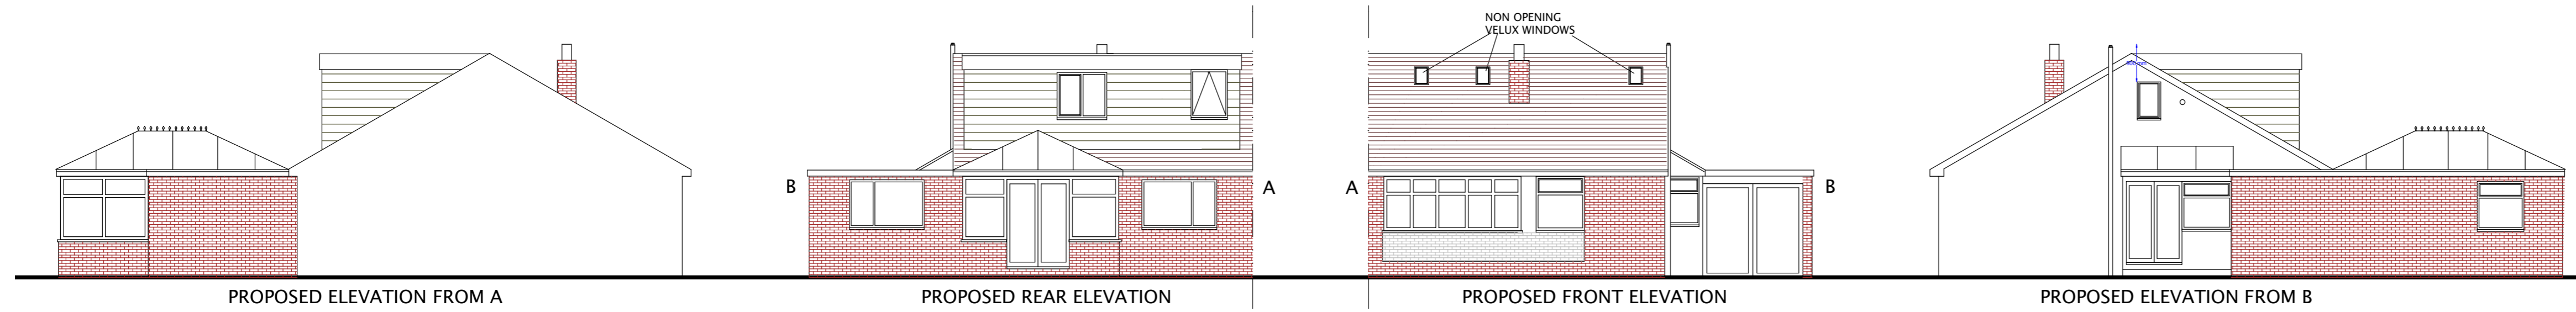 NON OPENING
VELUX WINDOWS
B
A
A
B
PROPOSED ELEVATION FROM A
PROPOSED REAR ELEVATION
PROPOSED FRONT ELEVATION
PROPOSED ELEVATION FROM B